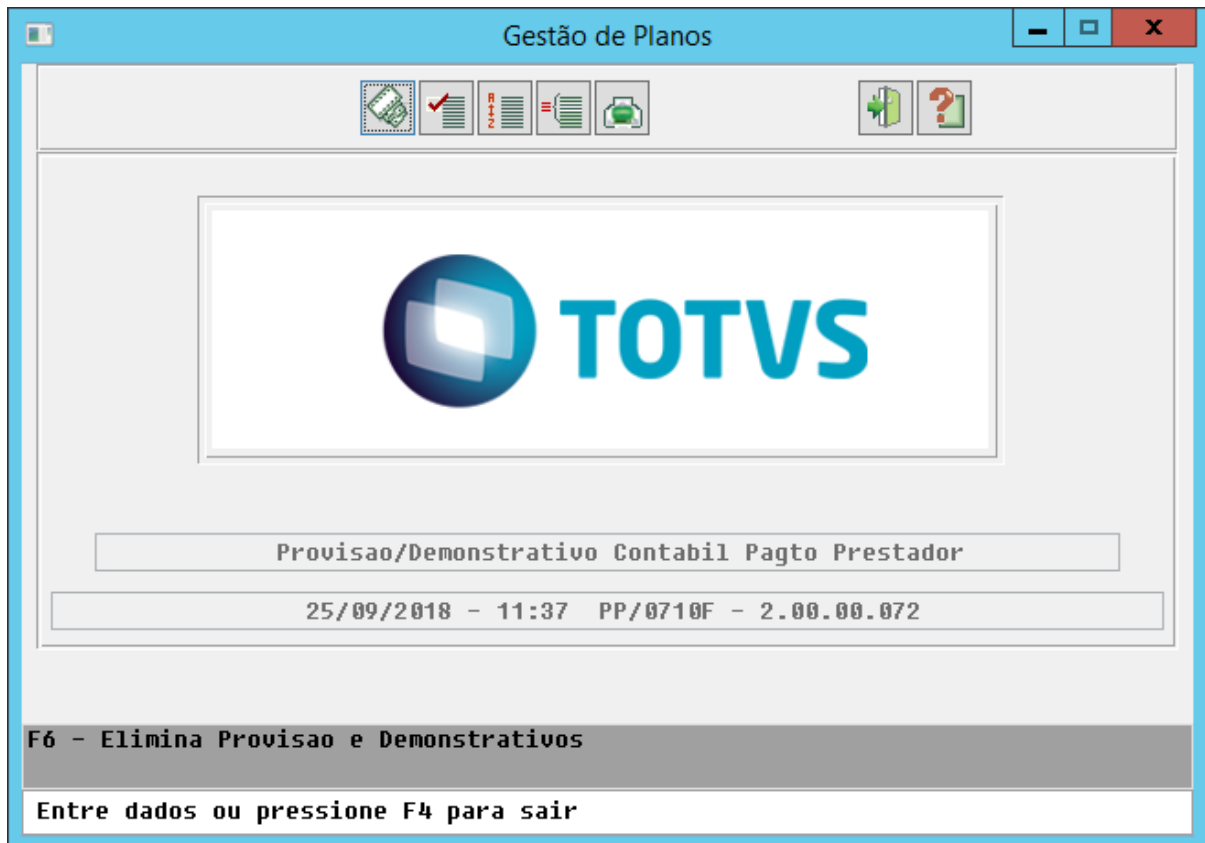 Gestão de Planos
TOTVS
Provisao/Demonstrativo Contabil Pagto Prestador
25/09/2018 - 11:37 PP/0710F - 2.00.00.072
F6 - Elimina Provisao e Demonstrativos
Entre dados ou pressione F4 para sair